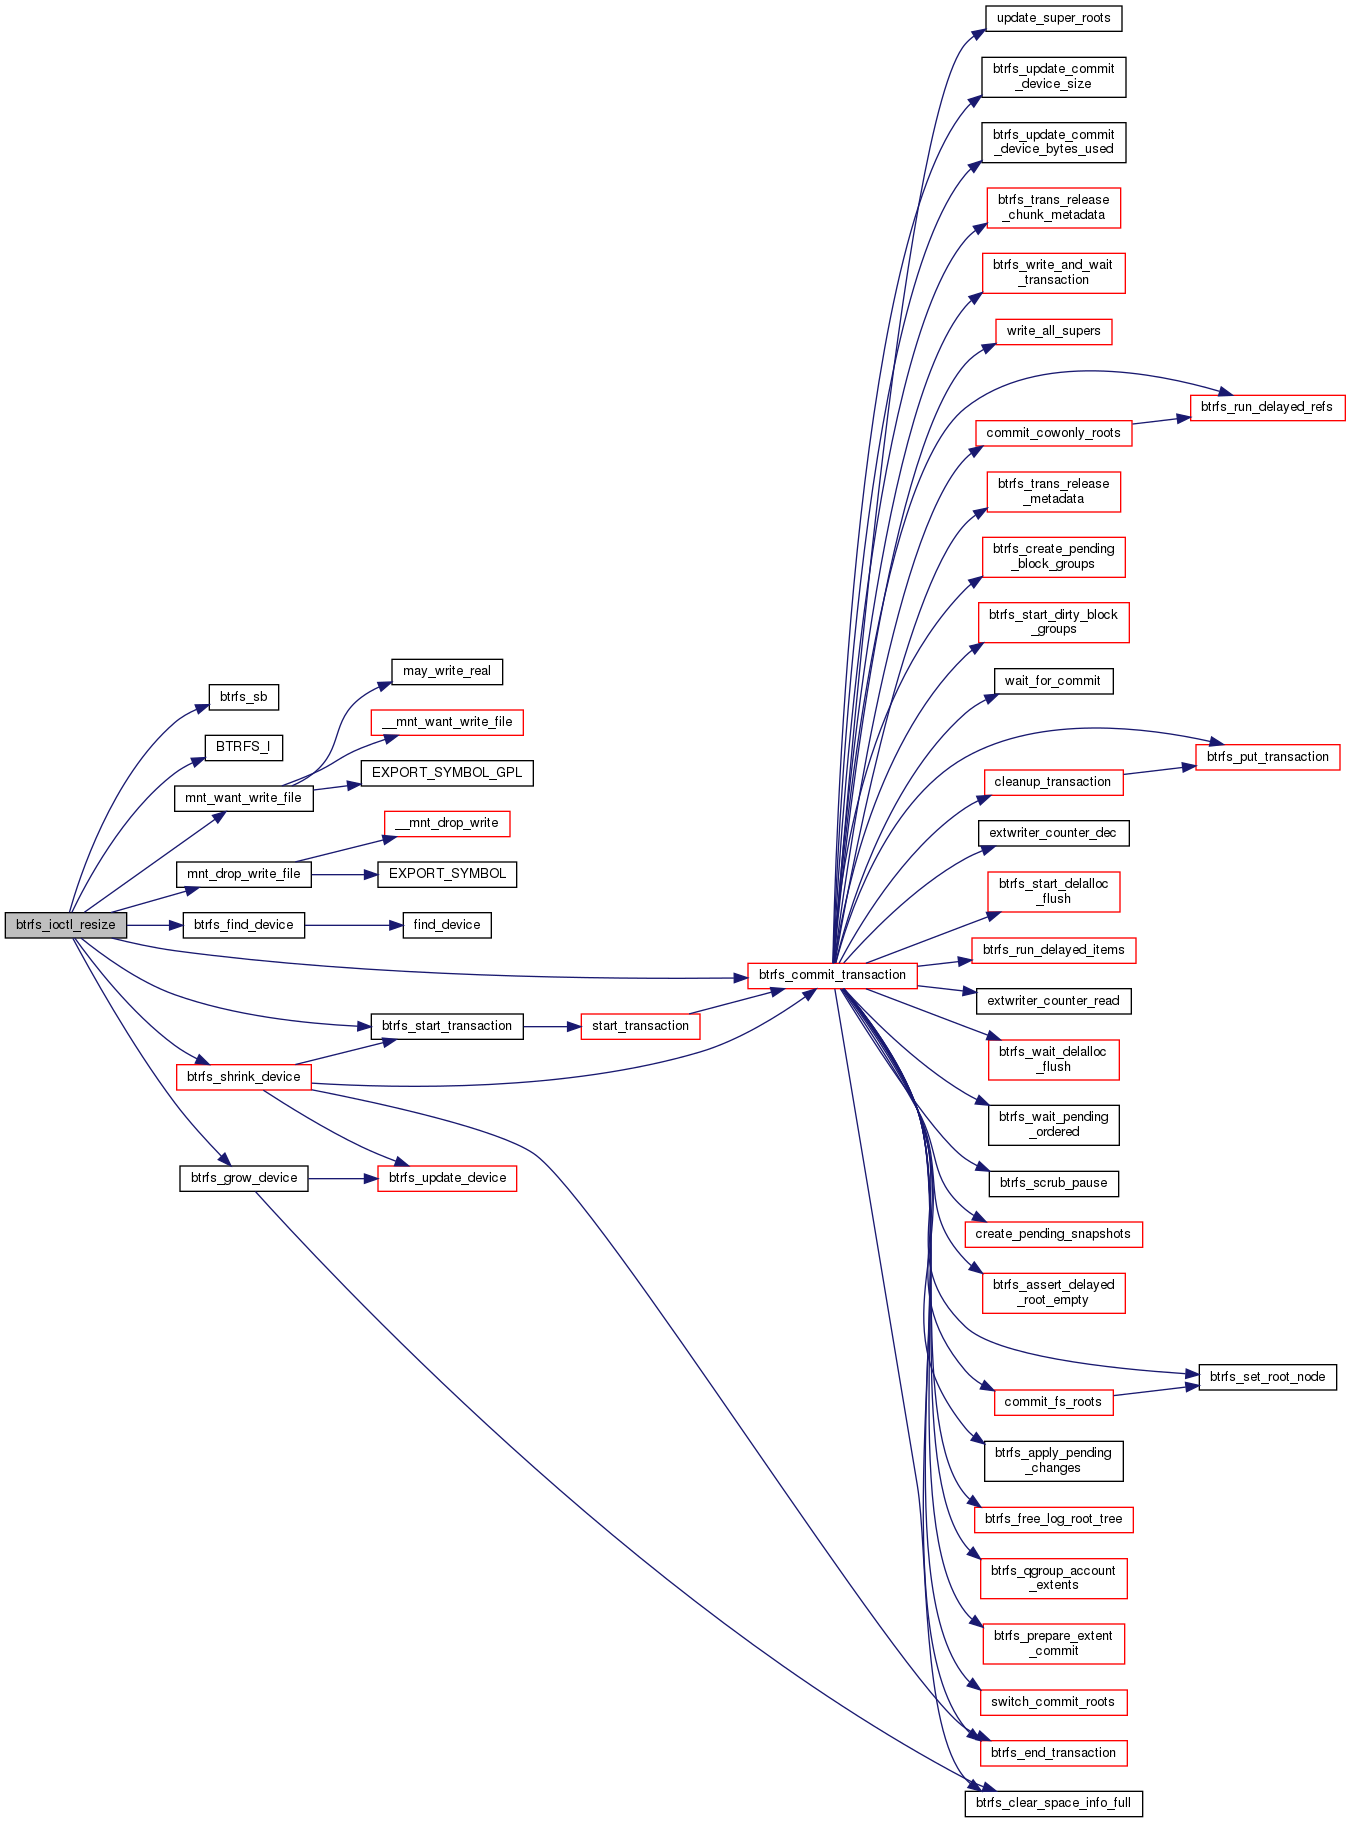 update_super_roots
btrfs_update_commit
_device_size
btrfs_update_commit
_device_bytes_used
btrfs_trans_release
_chunk_metadata
btrfs_write_and_wait
_transaction
write_all_supers
btrfs_run_delayed_refs
commit_cowonly_roots
btrfs_trans_release
_metadata
btrfs_create_pending
_block_groups
btrfs_start_dirty_block
_groups
may_write_real
wait_for_commit
btrfs_sb
__mnt_want_write_file
BTRFS_I
btrfs_put_transaction
EXPORT_SYMBOL_GPL
cleanup_transaction
mnt_want_write_file
__mnt_drop_write
extwriter_counter_dec
mnt_drop_write_file
EXPORT_SYMBOL
btrfs_start_delalloc
_flush
btrfs_ioctl_resize
btrfs_find_device
find_device
btrfs_run_delayed_items
btrfs_commit_transaction
extwriter_counter_read
btrfs_start_transaction
start_transaction
btrfs_wait_delalloc
_flush
btrfs_shrink_device
btrfs_wait_pending
_ordered
btrfs_grow_device
btrfs_update_device
btrfs_scrub_pause
create_pending_snapshots
btrfs_assert_delayed
_root_empty
btrfs_set_root_node
commit_fs_roots
btrfs_apply_pending
_changes
btrfs_free_log_root_tree
btrfs_qgroup_account
_extents
btrfs_prepare_extent
_commit
switch_commit_roots
btrfs_end_transaction
btrfs_clear_space_info_full